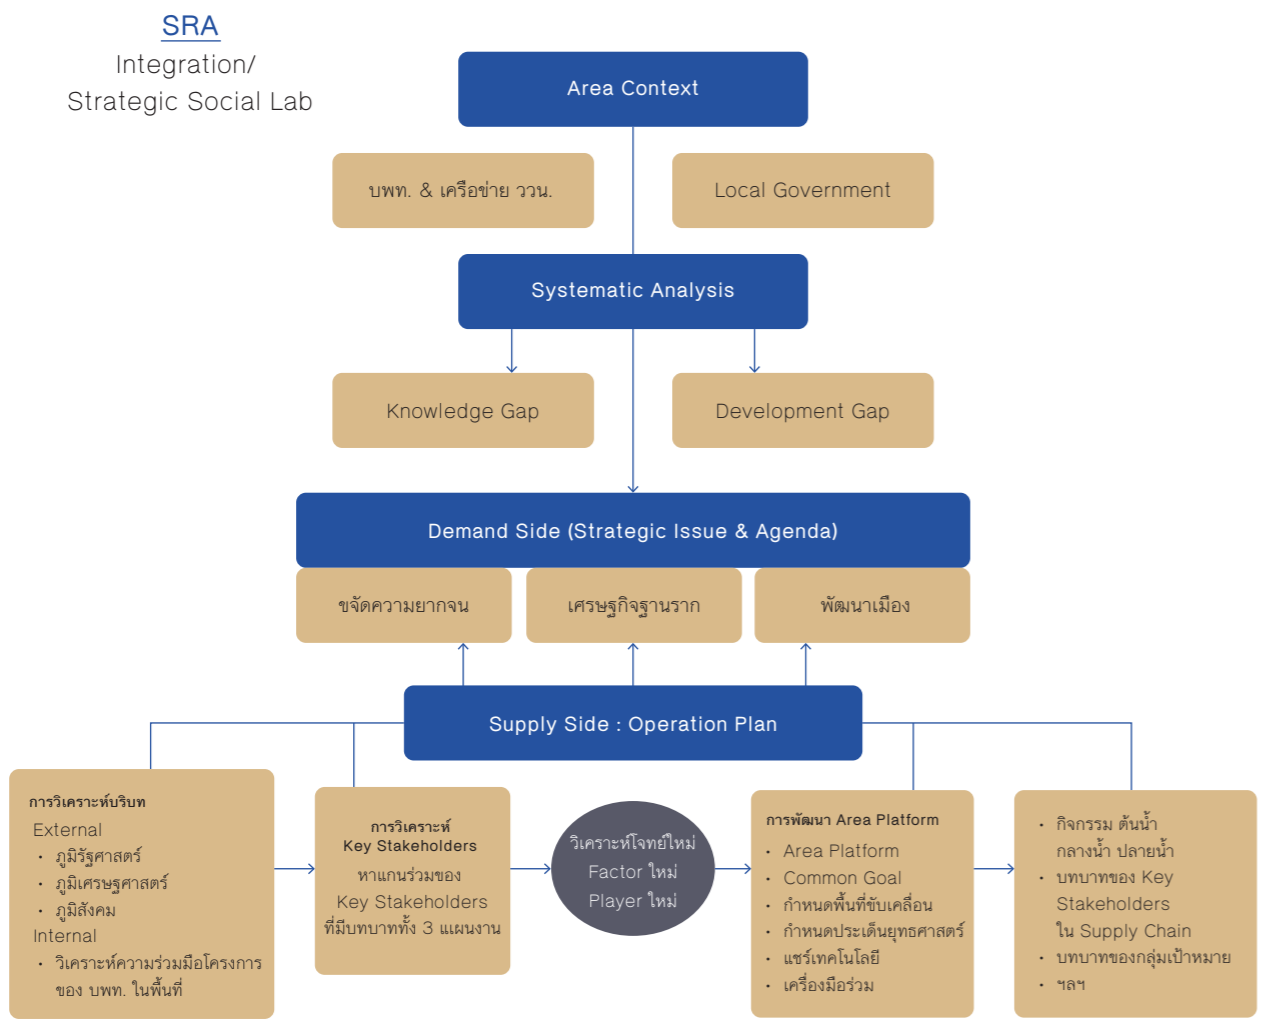 SRA
Integration/
Strategic Social Lab
Area Context
บพท. & เครือข่าย ววน.
Local Government
Systematic Analysis
Knowledge Gap
Development Gap
Demand Side (Strategic Issue & Agenda)
ขจัดความยากจน
เศรษฐกิจฐานราก
พัฒนาเมือง
Supply Side : Operation Plan
การวิเคราะห์บริบท
External
• ภูมิรัฐศาสตร์
• ภูมิเศรษฐศาสตร์
• ภูมิสังคม
Internal
• วิเคราะห์ความร่วมมือโครงการ
ของ บพท. ในพื้นที่
การวิเคราะห์
Key Stakeholders
หาแกนร่วมของ
Key Stakeholders
ที่มีบทบาททั้ง 3 แผนงาน
วิเคราะห์โจทย์ใหม่
Factor ใหม่
Player ใหม่
การพัฒนา Area Platform
• Area Platform
• Common Goal
• กำหนดพื้นที่ขับเคลื่อน
• กำหนดประเด็นยุทธศาสตร์
• แชร์เทคโนโลยี
• เครื่องมือร่วม
• กิจกรรม ต้นน้ำ
กลางน้ำ ปลายน้ำ
• บทบาทของ Key
Stakeholders
ใน Supply Chain
• บทบาทของกลุ่มเป้าหมาย
• ฯลฯ